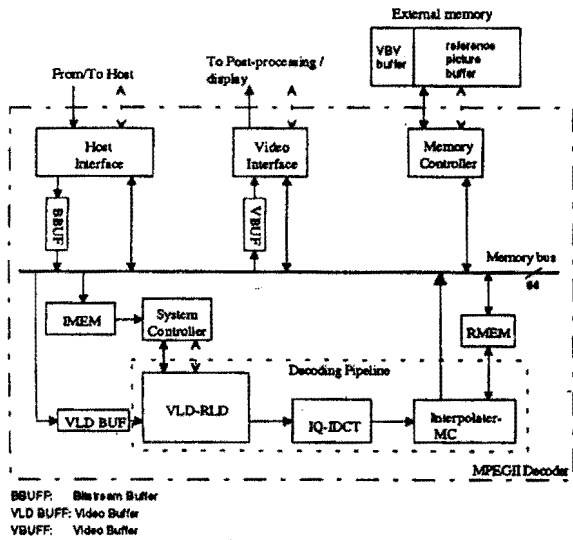 External memory
VBV buffer
reference picture buffer
From/To Host
To Post-processing / display
Host Interface
Video Interface
Memory Controller
BBUF
VBUF
Memory bus
64
IMEM
System Controller
RMEM
Decoding Pipeline
VLD BUF
VLD-RLD
IQ-IDCT
Interpolater-MC
MPEGII Decoder
BBUFF: Bitstream Buffer
VLD BUFF: Video Buffer
VBUFF: Video Buffer